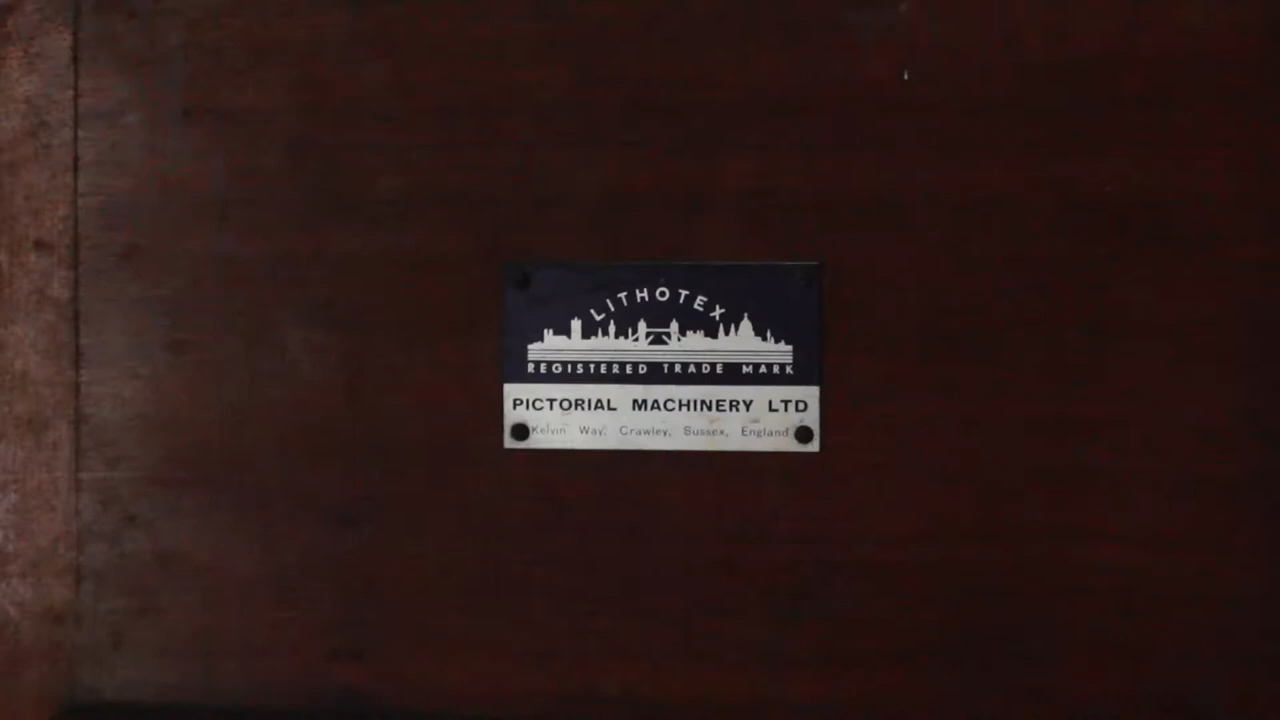 LITHOTEX
REGISTERED TRADE MARK
PICTORIAL MACHINERY LTD
Kelvin Way, Crawley, Sussex, England